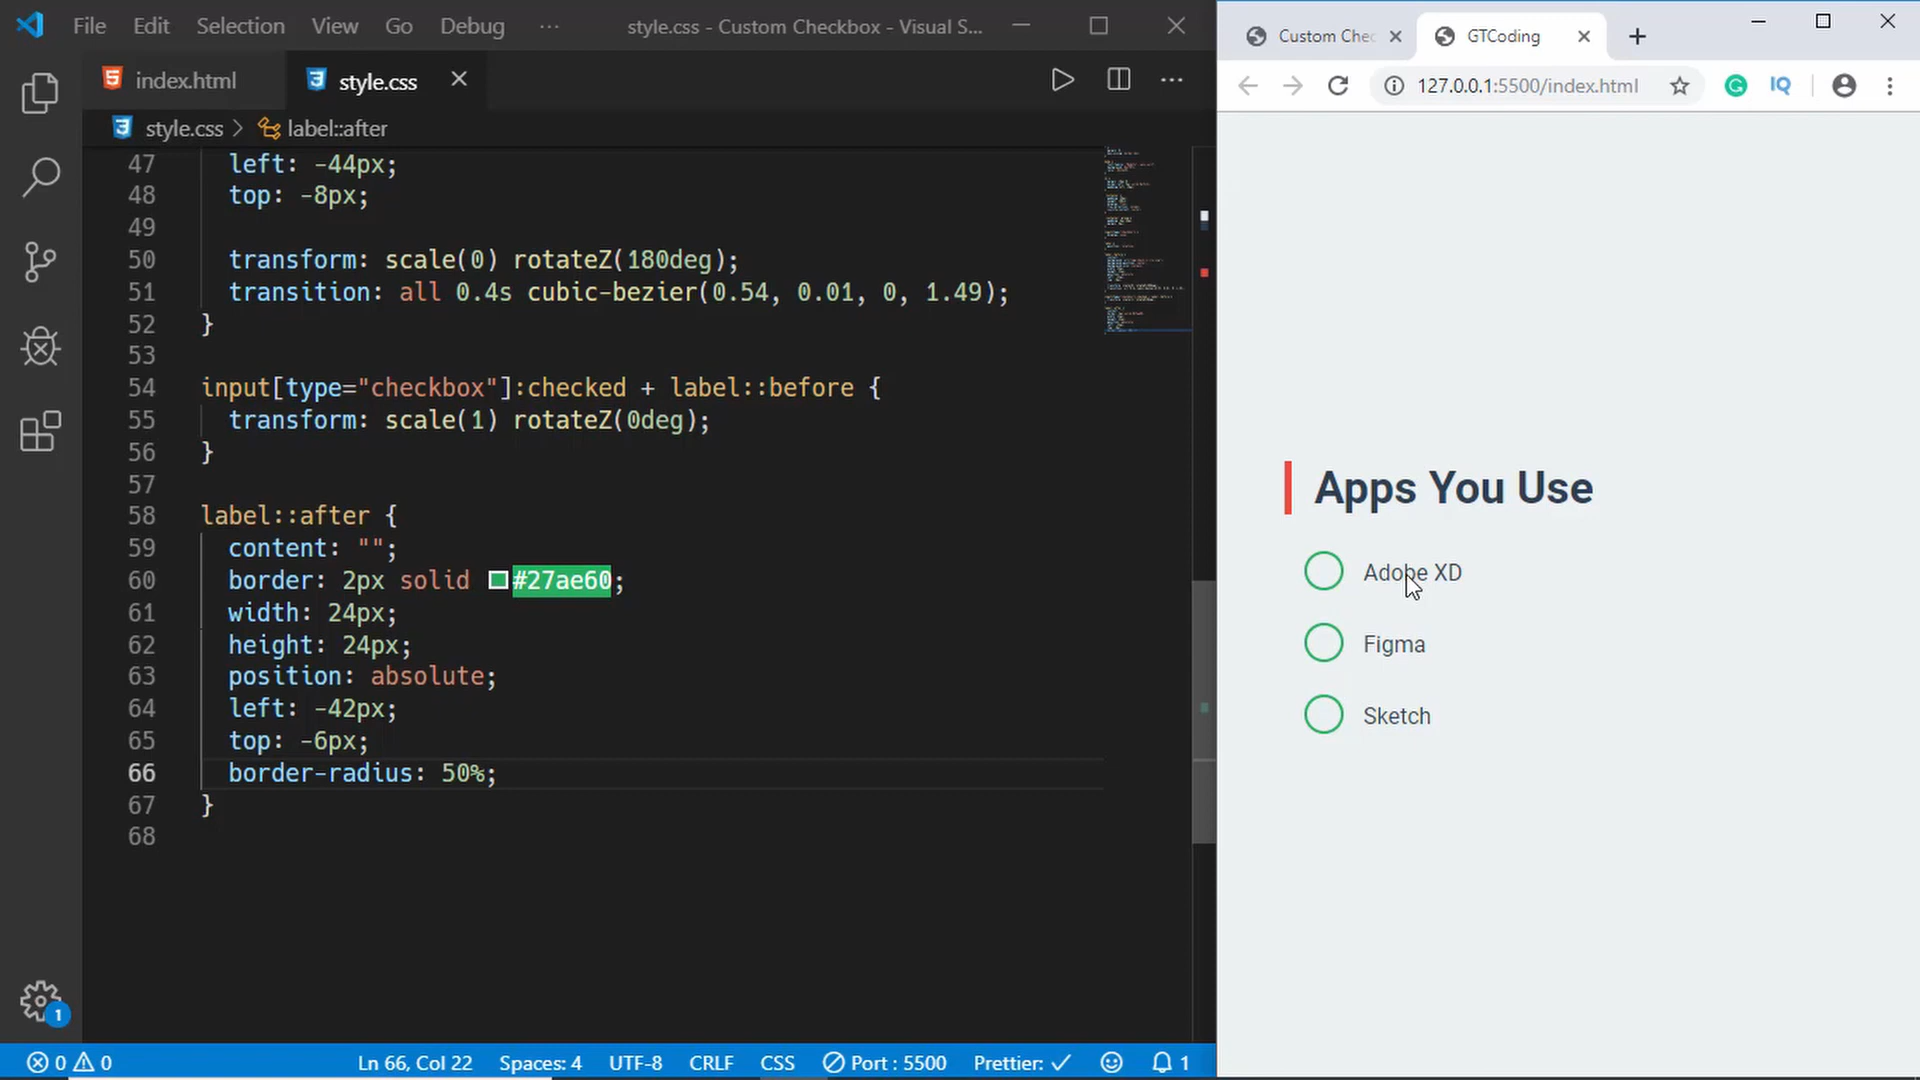 File Edit Selection View Go Debug ··· style.css - Custom Checkbox - Visual S...
index.html style.css
style.css > label::after
47 left: -44px;
48 top: -8px;
49
50 transform: scale(0) rotateZ(180deg);
51 transition: all 0.4s cubic-bezier(0.54, 0.01, 0, 1.49);
52 }
53
54 input[type="checkbox"]:checked + label::before {
55 transform: scale(1) rotateZ(0deg);
56 }
57
58 label::after {
59 content: "";
60 border: 2px solid #27ae60;
61 width: 24px;
62 height: 24px;
63 position: absolute;
64 left: -42px;
65 top: -6px;
66 border-radius: 50%;
67 }
68
1
0 0 Ln 66, Col 22 Spaces: 4 UTF-8 CRLF CSS Port : 5500 Prettier: ✓ 1
Custom Chec GTCoding
127.0.0.1:5500/index.html IQ
Apps You Use
Adobe XD
Figma
Sketch